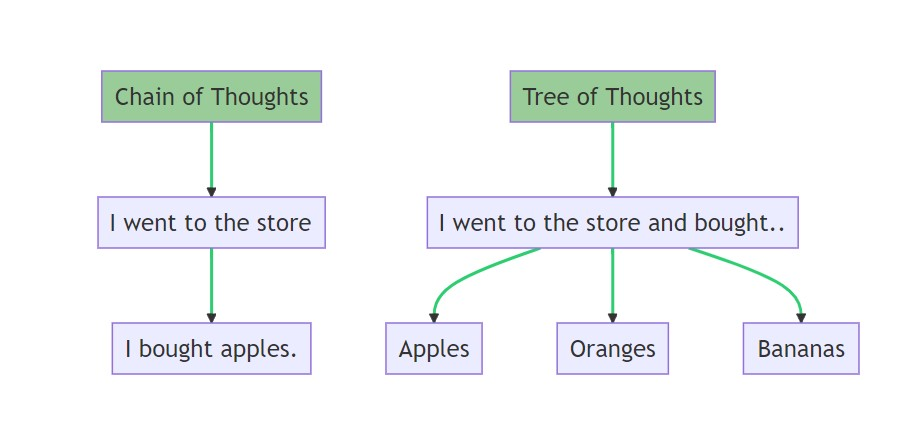 Chain of Thoughts
Tree of Thoughts
I went to the store
I went to the store and bought..
I bought apples.
Apples
Oranges
Bananas